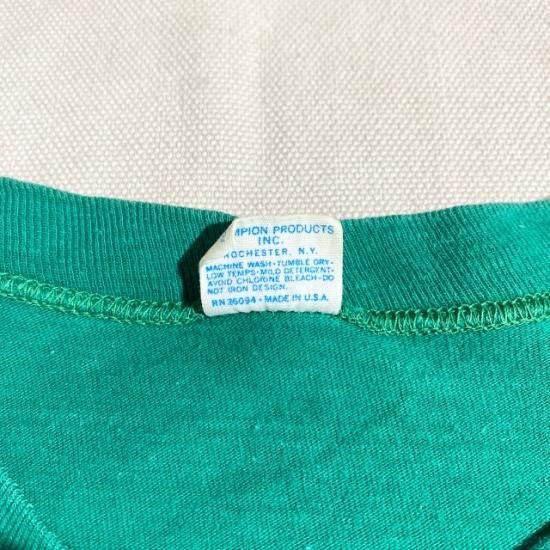 MPION PRODUCTS
INC.
ROCHESTER, N.Y.
MACHINE WASH • TUMBLE DRY •
LOW TEMPS • MILD DETERGENT •
AVOID CHLORINE BLEACH • DO
NOT IRON DESIGN.
RN 26094 • MADE IN U.S.A.